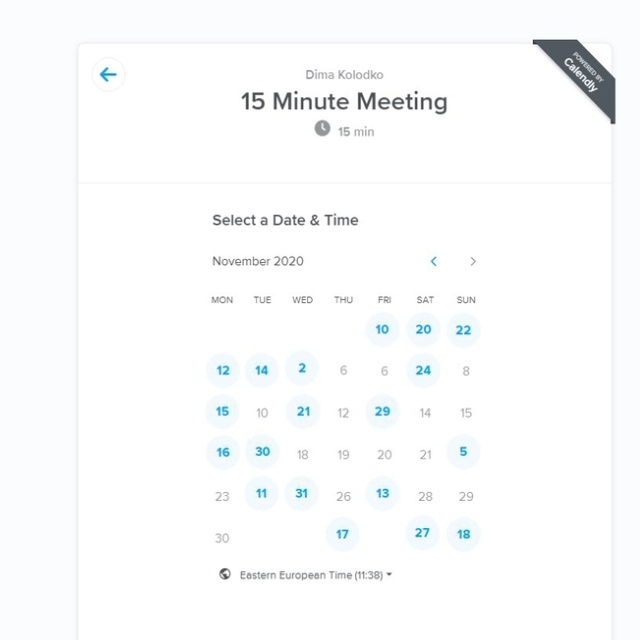 POWERED BY
Calendly
Dima Kolodko
15 Minute Meeting
15 min
Select a Date & Time
November 2020
MON TUE WED THU FRI SAT SUN
10 20 22
12 14 2 6 6 24 8
15 10 21 12 29 14 15
16 30 18 19 20 21 5
23 11 31 26 13 28 29
30 17 27 18
Eastern European Time (11:38)